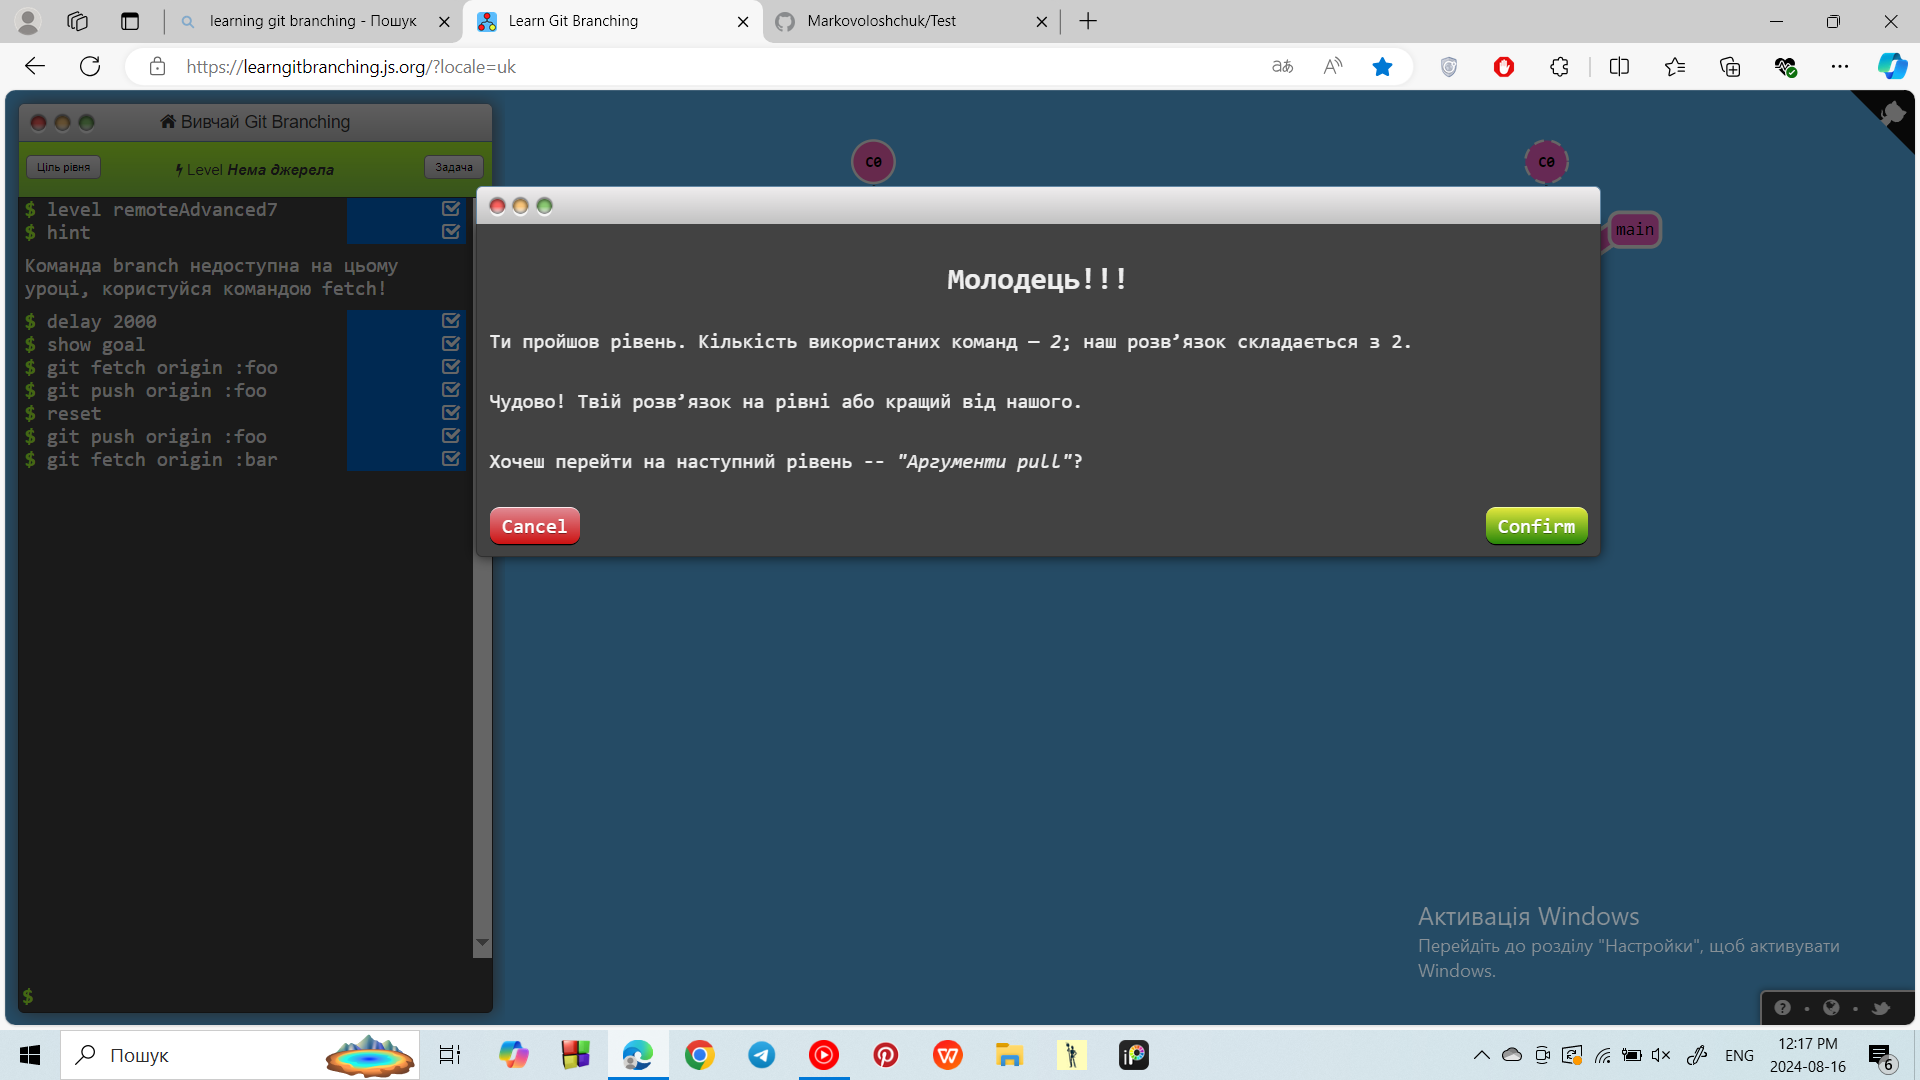 learning git branching - Пошук
Learn Git Branching
Markovoloshchuk/Test
https://learngitbranching.js.org/?locale=uk
Вивчай Git Branching
Ціль рівня
Level Нема джерела
Задача
$ level remoteAdvanced7
$ hint
Команда branch недоступна на цьому
уроці, користуйся командою fetch!
$ delay 2000
$ show goal
$ git fetch origin :foo
$ git push origin :foo
$ reset
$ git push origin :foo
$ git fetch origin :bar
$
C0
C0
main
Молодець!!!
Ти пройшов рівень. Кількість використаних команд — 2; наш розв’язок складається з 2.
Чудово! Твій розв’язок на рівні або кращий від нашого.
Хочеш перейти на наступний рівень -- "Аргументи pull"?
Cancel
Confirm
Активація Windows
Перейдіть до розділу "Настройки", щоб активувати
Windows.
Пошук
ENG
12:17 PM
2024-08-16
6